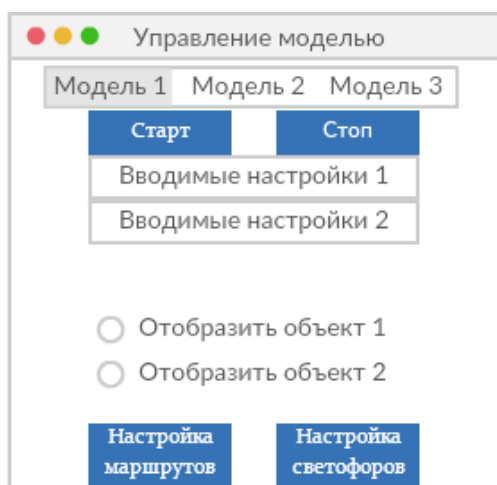 Управление моделью
Модель 1 Модель 2 Модель 3
Старт Стоп
Вводимые настройки 1
Вводимые настройки 2
Отобразить объект 1
Отобразить объект 2
Настройка Настройка
маршрутов светофоров